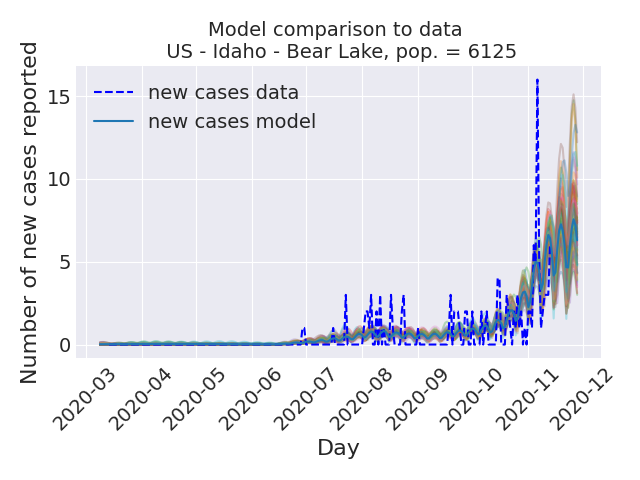 Model comparison to data
US - Idaho - Bear Lake, pop. = 6125
Number of new cases reported
15
10
5
0
new cases data
new cases model
2020-03
2020-04
2020-05
2020-06
2020-07
2020-08
2020-09
2020-10
2020-11
2020-12
Day